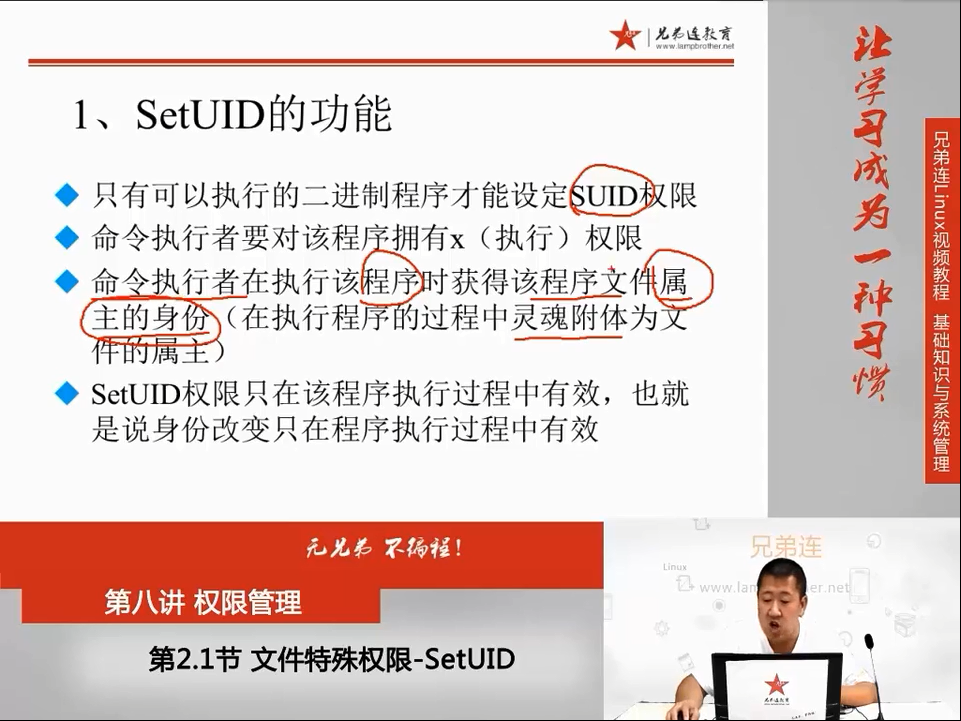 兄弟连教育
www.lampbrother.net
1、SetUID的功能
只有可以执行的二进制程序才能设定SUID权限
命令执行者要对该程序拥有x（执行）权限
命令执行者在执行该程序时获得该程序文件属
主的身份（在执行程序的过程中灵魂附体为文
件的属主）
SetUID权限只在该程序执行过程中有效，也就
是说身份改变只在程序执行过程中有效
让学习成为一种习惯
兄弟连Linux视频教程 基础知识与系统管理
无兄弟 不编程！
第八讲 权限管理
第2.1节 文件特殊权限-SetUID
兄弟连
Linux